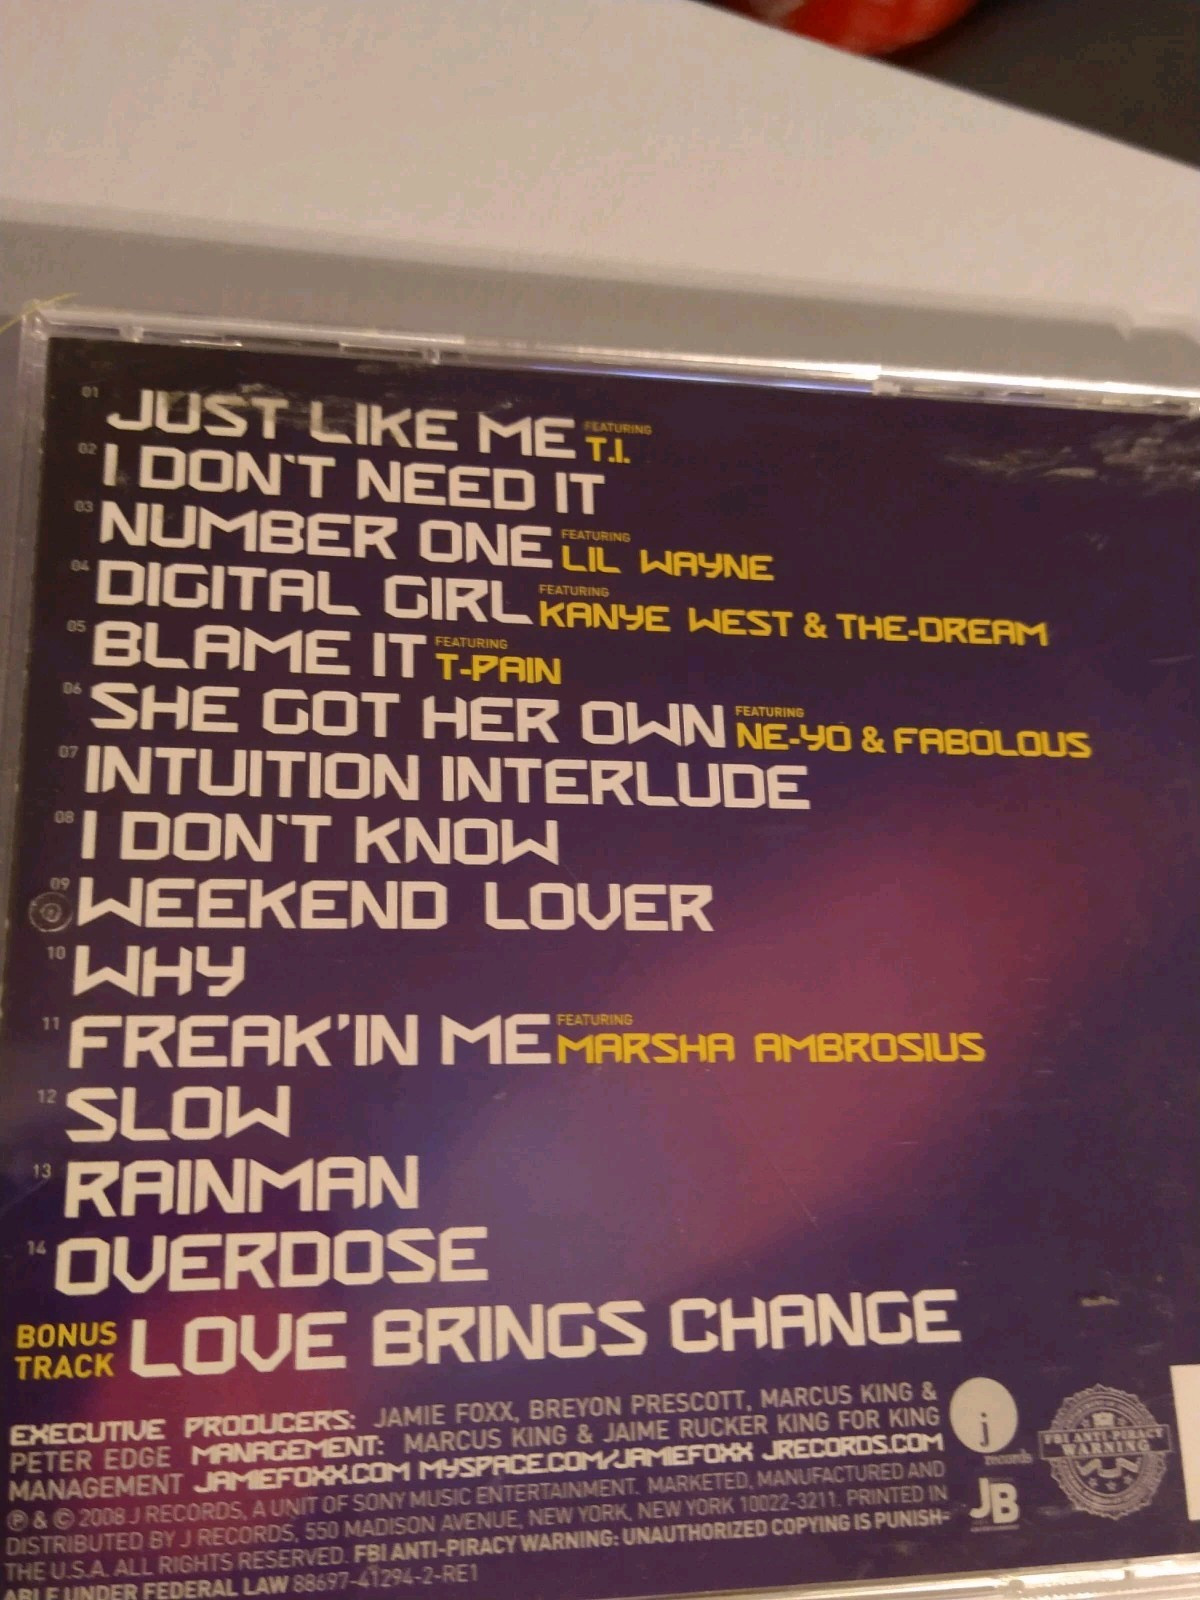 01 JUST LIKE ME FEATURING T.I.
02 I DON'T NEED IT
03 NUMBER ONE FEATURING LIL WAYNE
04 DIGITAL GIRL FEATURING KANYE WEST & THE-DREAM
05 BLAME IT FEATURING T-PAIN
06 SHE GOT HER OWN FEATURING NE-YO & FABOLOUS
07 INTUITION INTERLUDE
08 I DON'T KNOW
09 WEEKEND LOVER
10 WHY
11 FREAK'IN ME FEATURING MARSHA AMBROSIUS
12 SLOW
13 RAINMAN
14 OVERDOSE
BONUS TRACK LOVE BRINGS CHANGE
EXECUTIVE PRODUCERS: JAMIE FOXX, BREYON PRESCOTT, MARCUS KING &
PETER EDGE MANAGEMENT: MARCUS KING & JAIME RUCKER KING FOR KING
MANAGEMENT JAMIEFOXX.COM MYSPACE.COM/JAMIEFOXX JRECORDS.COM
℗ & © 2008 J RECORDS, A UNIT OF SONY MUSIC ENTERTAINMENT. MARKETED, MANUFACTURED AND
DISTRIBUTED BY J RECORDS, 550 MADISON AVENUE, NEW YORK, NEW YORK 10022-3211. PRINTED IN
THE U.S.A. ALL RIGHTS RESERVED. FBI ANTI-PIRACY WARNING: UNAUTHORIZED COPYING IS PUNISH-
ABLE UNDER FEDERAL LAW 88697-41294-2-RE1
j records
JB
FBI ANTI-PIRACY
WARNING